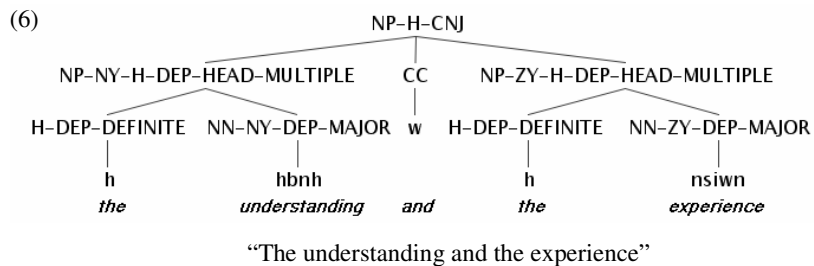 (6)
NP-H-CNJ
NP-NY-H-DEP-HEAD-MULTIPLE CC NP-ZY-H-DEP-HEAD-MULTIPLE
H-DEP-DEFINITE NN-NY-DEP-MAJOR w H-DEP-DEFINITE NN-ZY-DEP-MAJOR
h hbnh h nsiwn
the understanding and the experience
“The understanding and the experience”